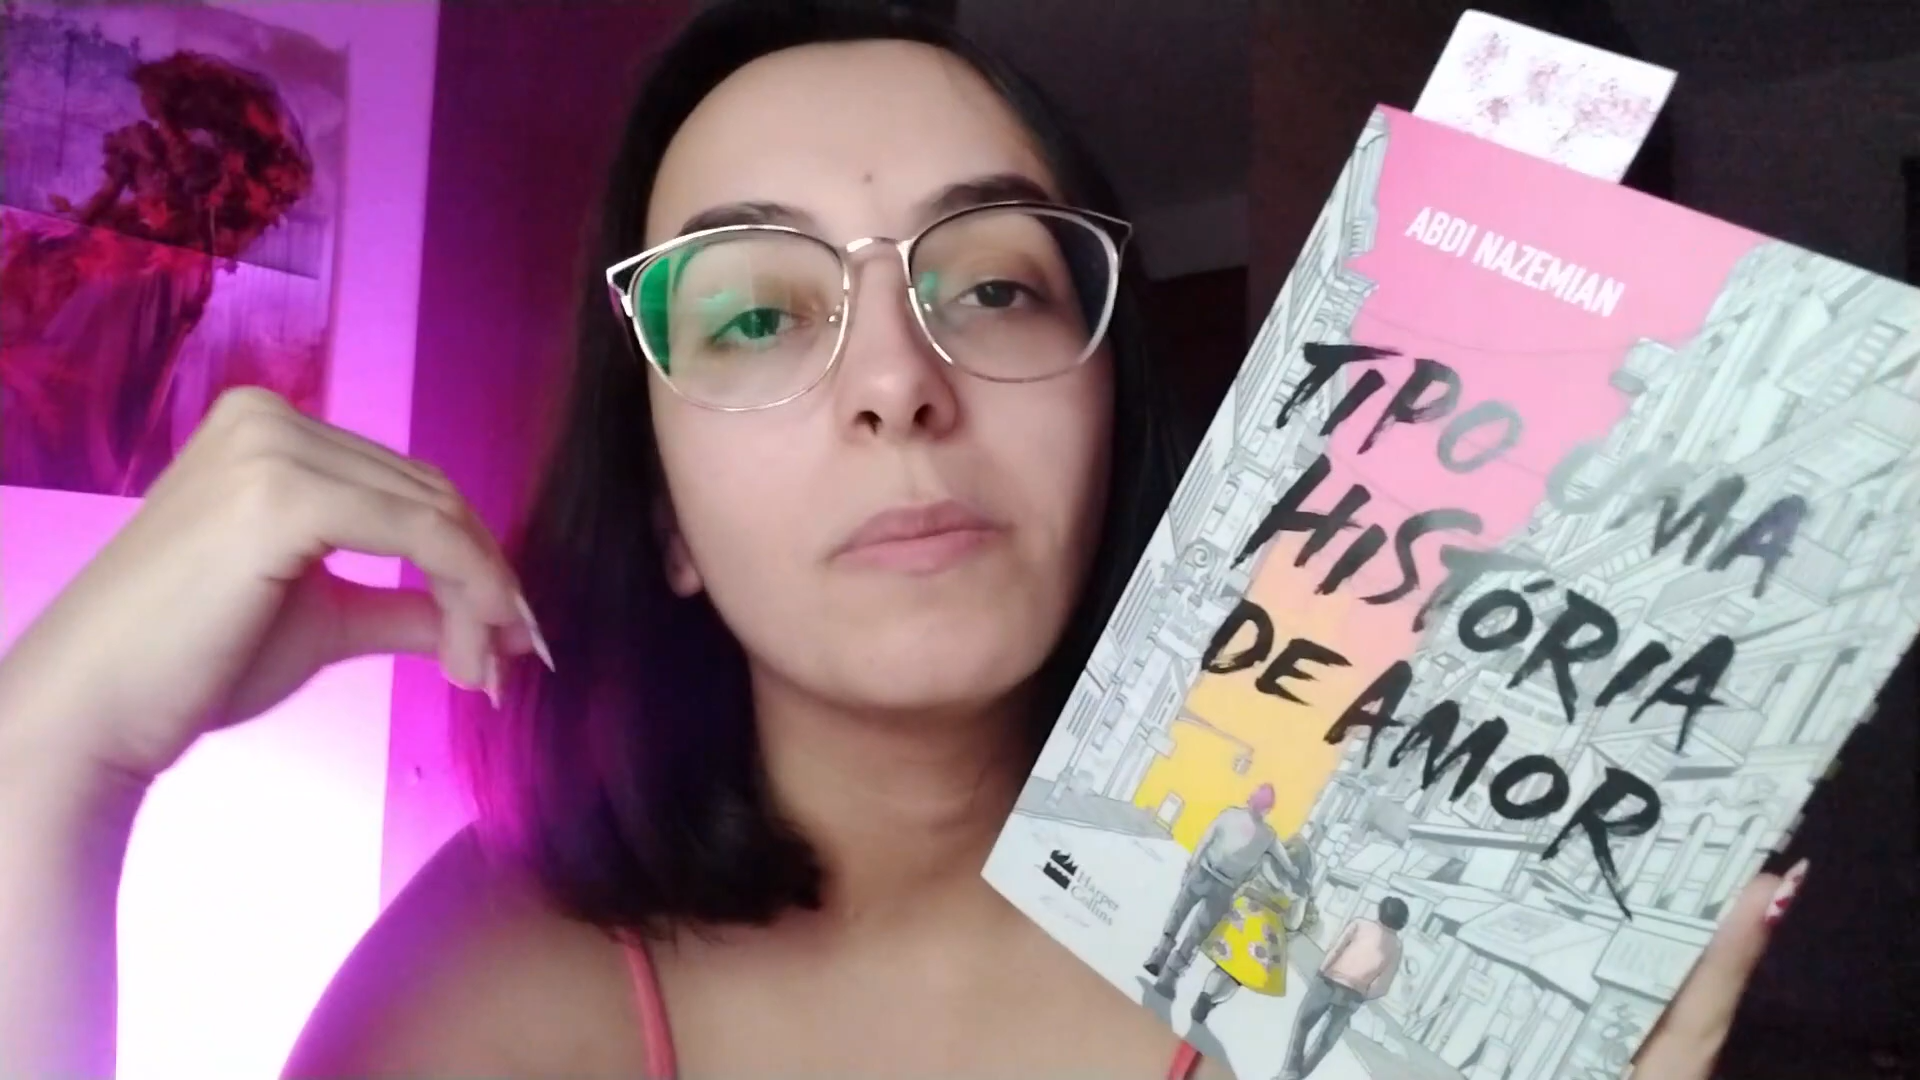 ABDI NAZEMIAN
TIPO UMA
HISTÓRIA
DE AMOR
Harper
Collins